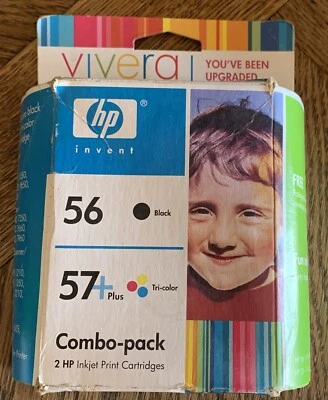 vivera
YOU'VE BEEN
UPGRADED
hp
invent
56 Black
57+ Plus Tri-color
Combo-pack
2 HP Inkjet Print Cartridges
FREE